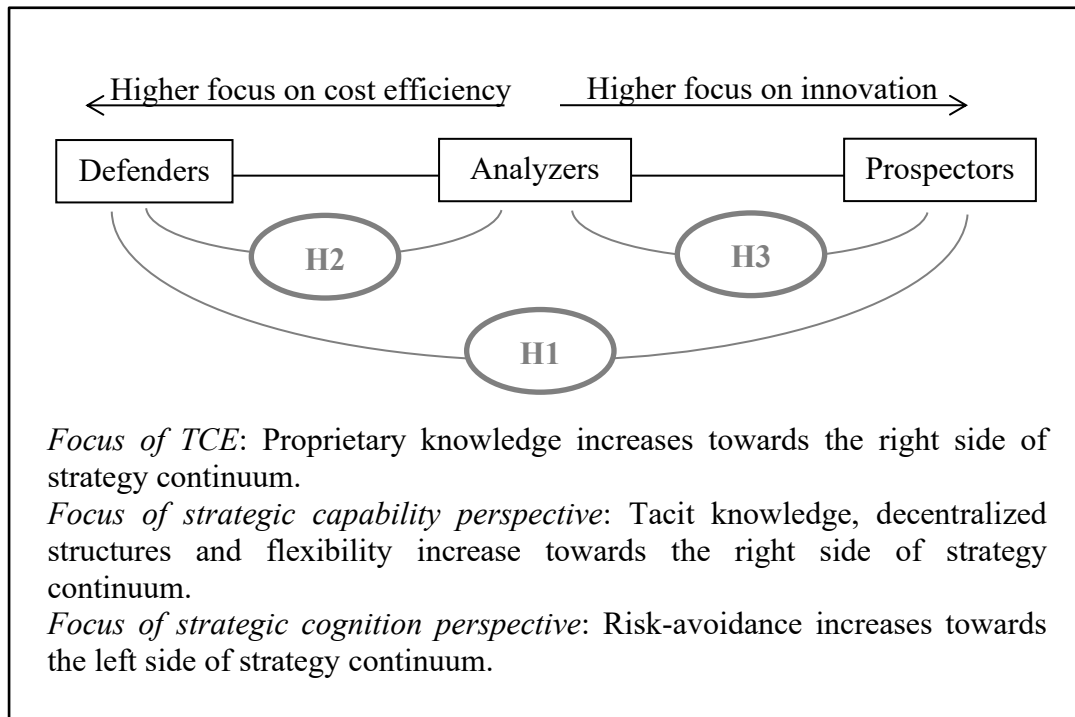 Higher focus on cost efficiency
Higher focus on innovation
Defenders
Analyzers
Prospectors
H2
H3
H1
Focus of TCE: Proprietary knowledge increases towards the right side of
strategy continuum.
Focus of strategic capability perspective: Tacit knowledge, decentralized
structures and flexibility increase towards the right side of strategy
continuum.
Focus of strategic cognition perspective: Risk-avoidance increases towards
the left side of strategy continuum.